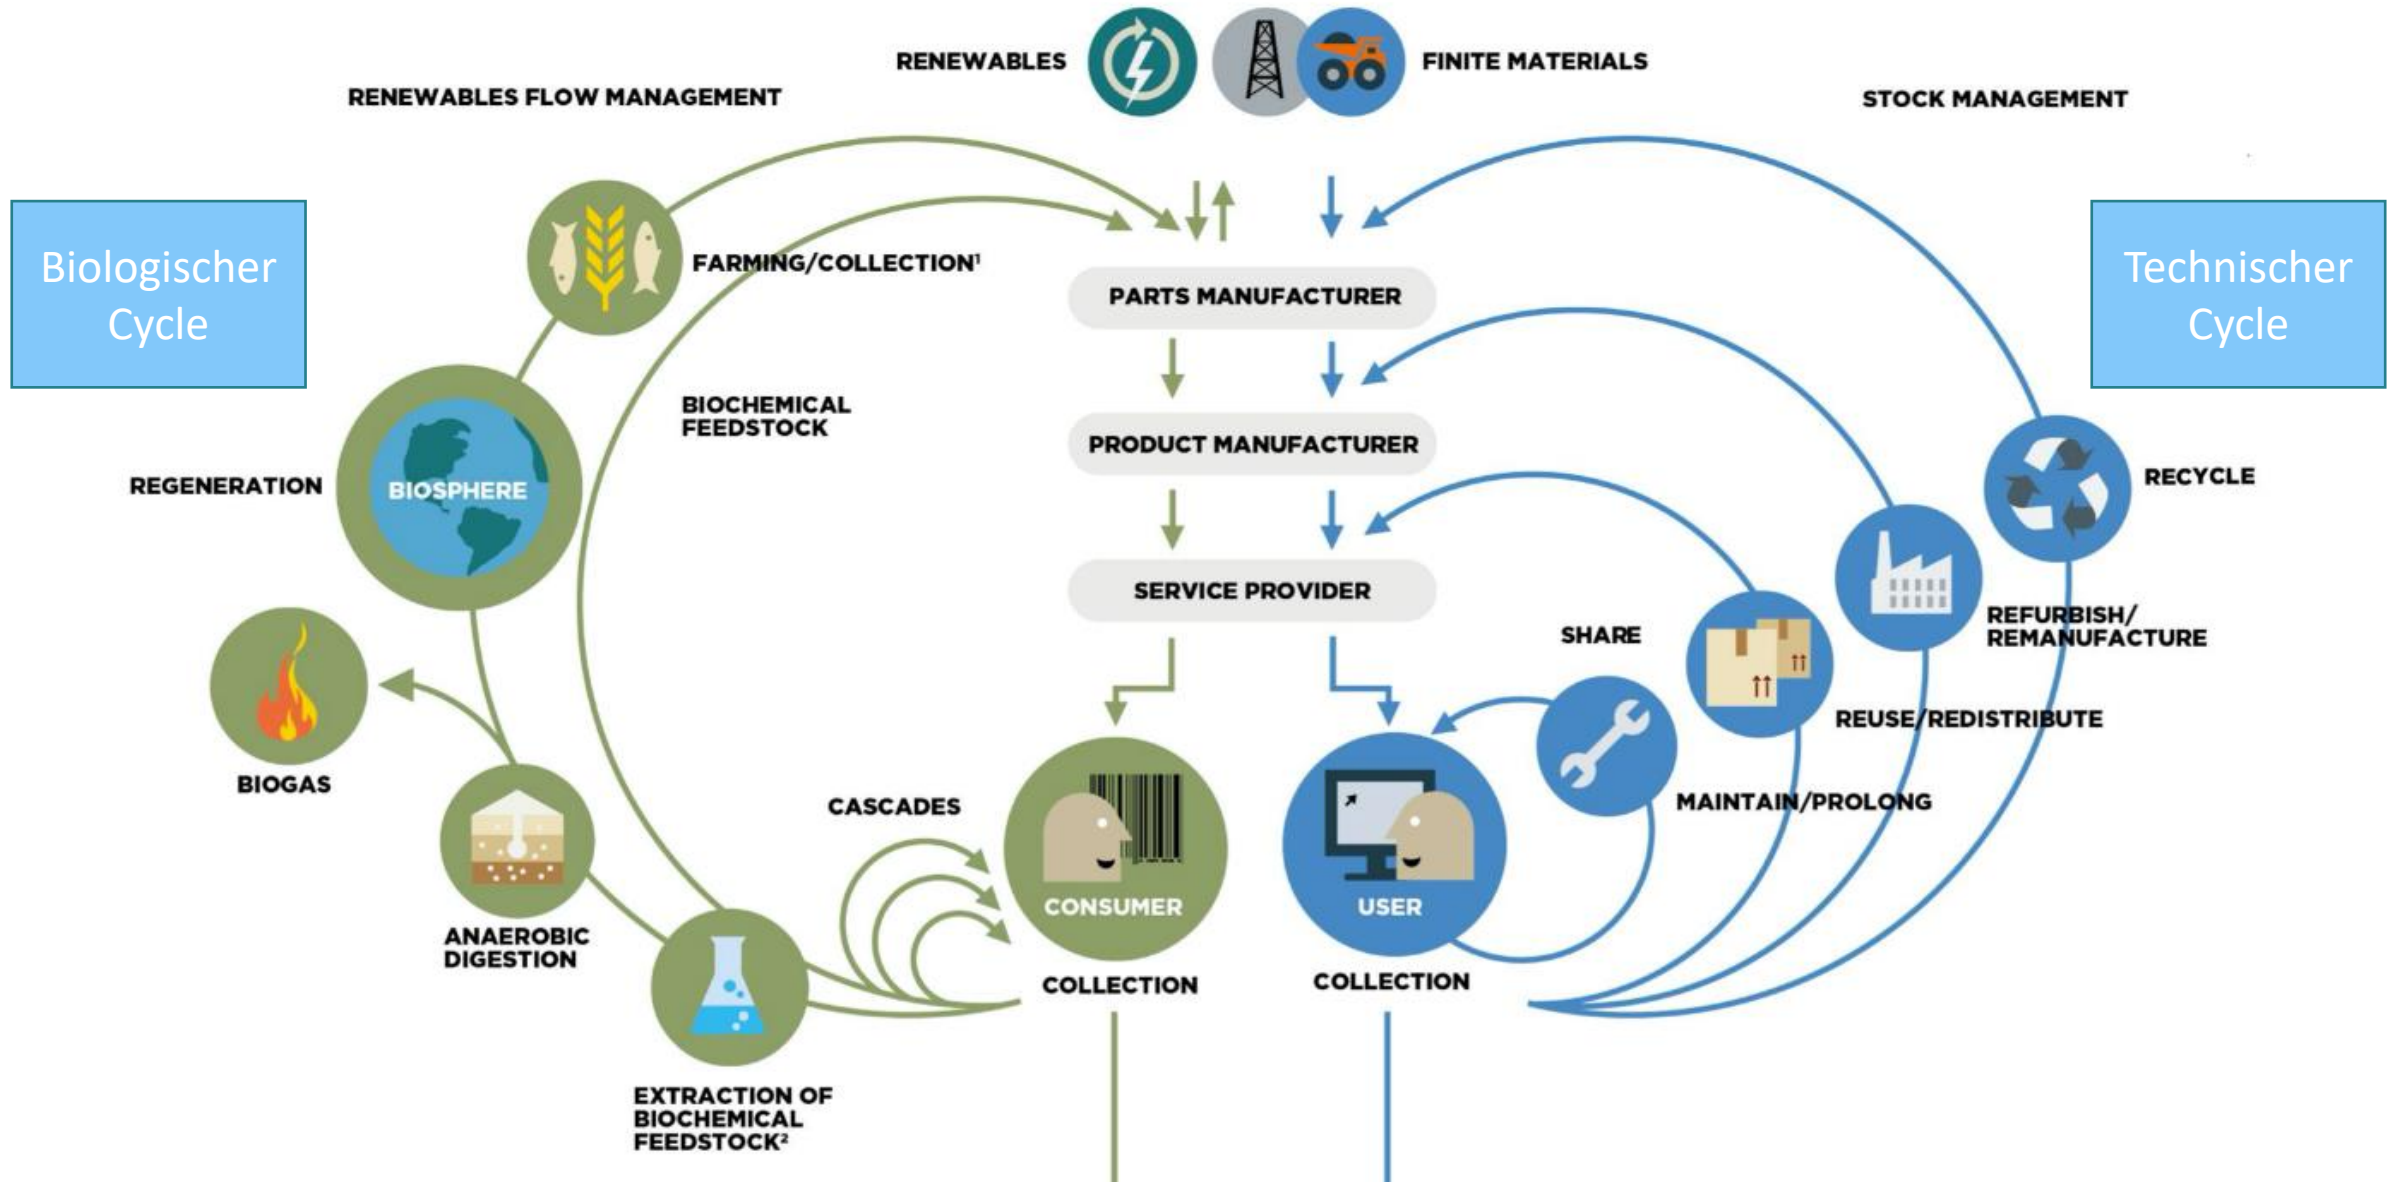 RENEWABLES
FINITE MATERIALS
RENEWABLES FLOW MANAGEMENT
STOCK MANAGEMENT
Biologischer
Cycle
Technischer
Cycle
FARMING/COLLECTION¹
PARTS MANUFACTURER
BIOCHEMICAL
FEEDSTOCK
PRODUCT MANUFACTURER
REGENERATION
BIOSPHERE
RECYCLE
SERVICE PROVIDER
REFURBISH/
REMANUFACTURE
SHARE
REUSE/REDISTRIBUTE
BIOGAS
MAINTAIN/PROLONG
CASCADES
CONSUMER
USER
ANAEROBIC
DIGESTION
COLLECTION
COLLECTION
EXTRACTION OF
BIOCHEMICAL
FEEDSTOCK²